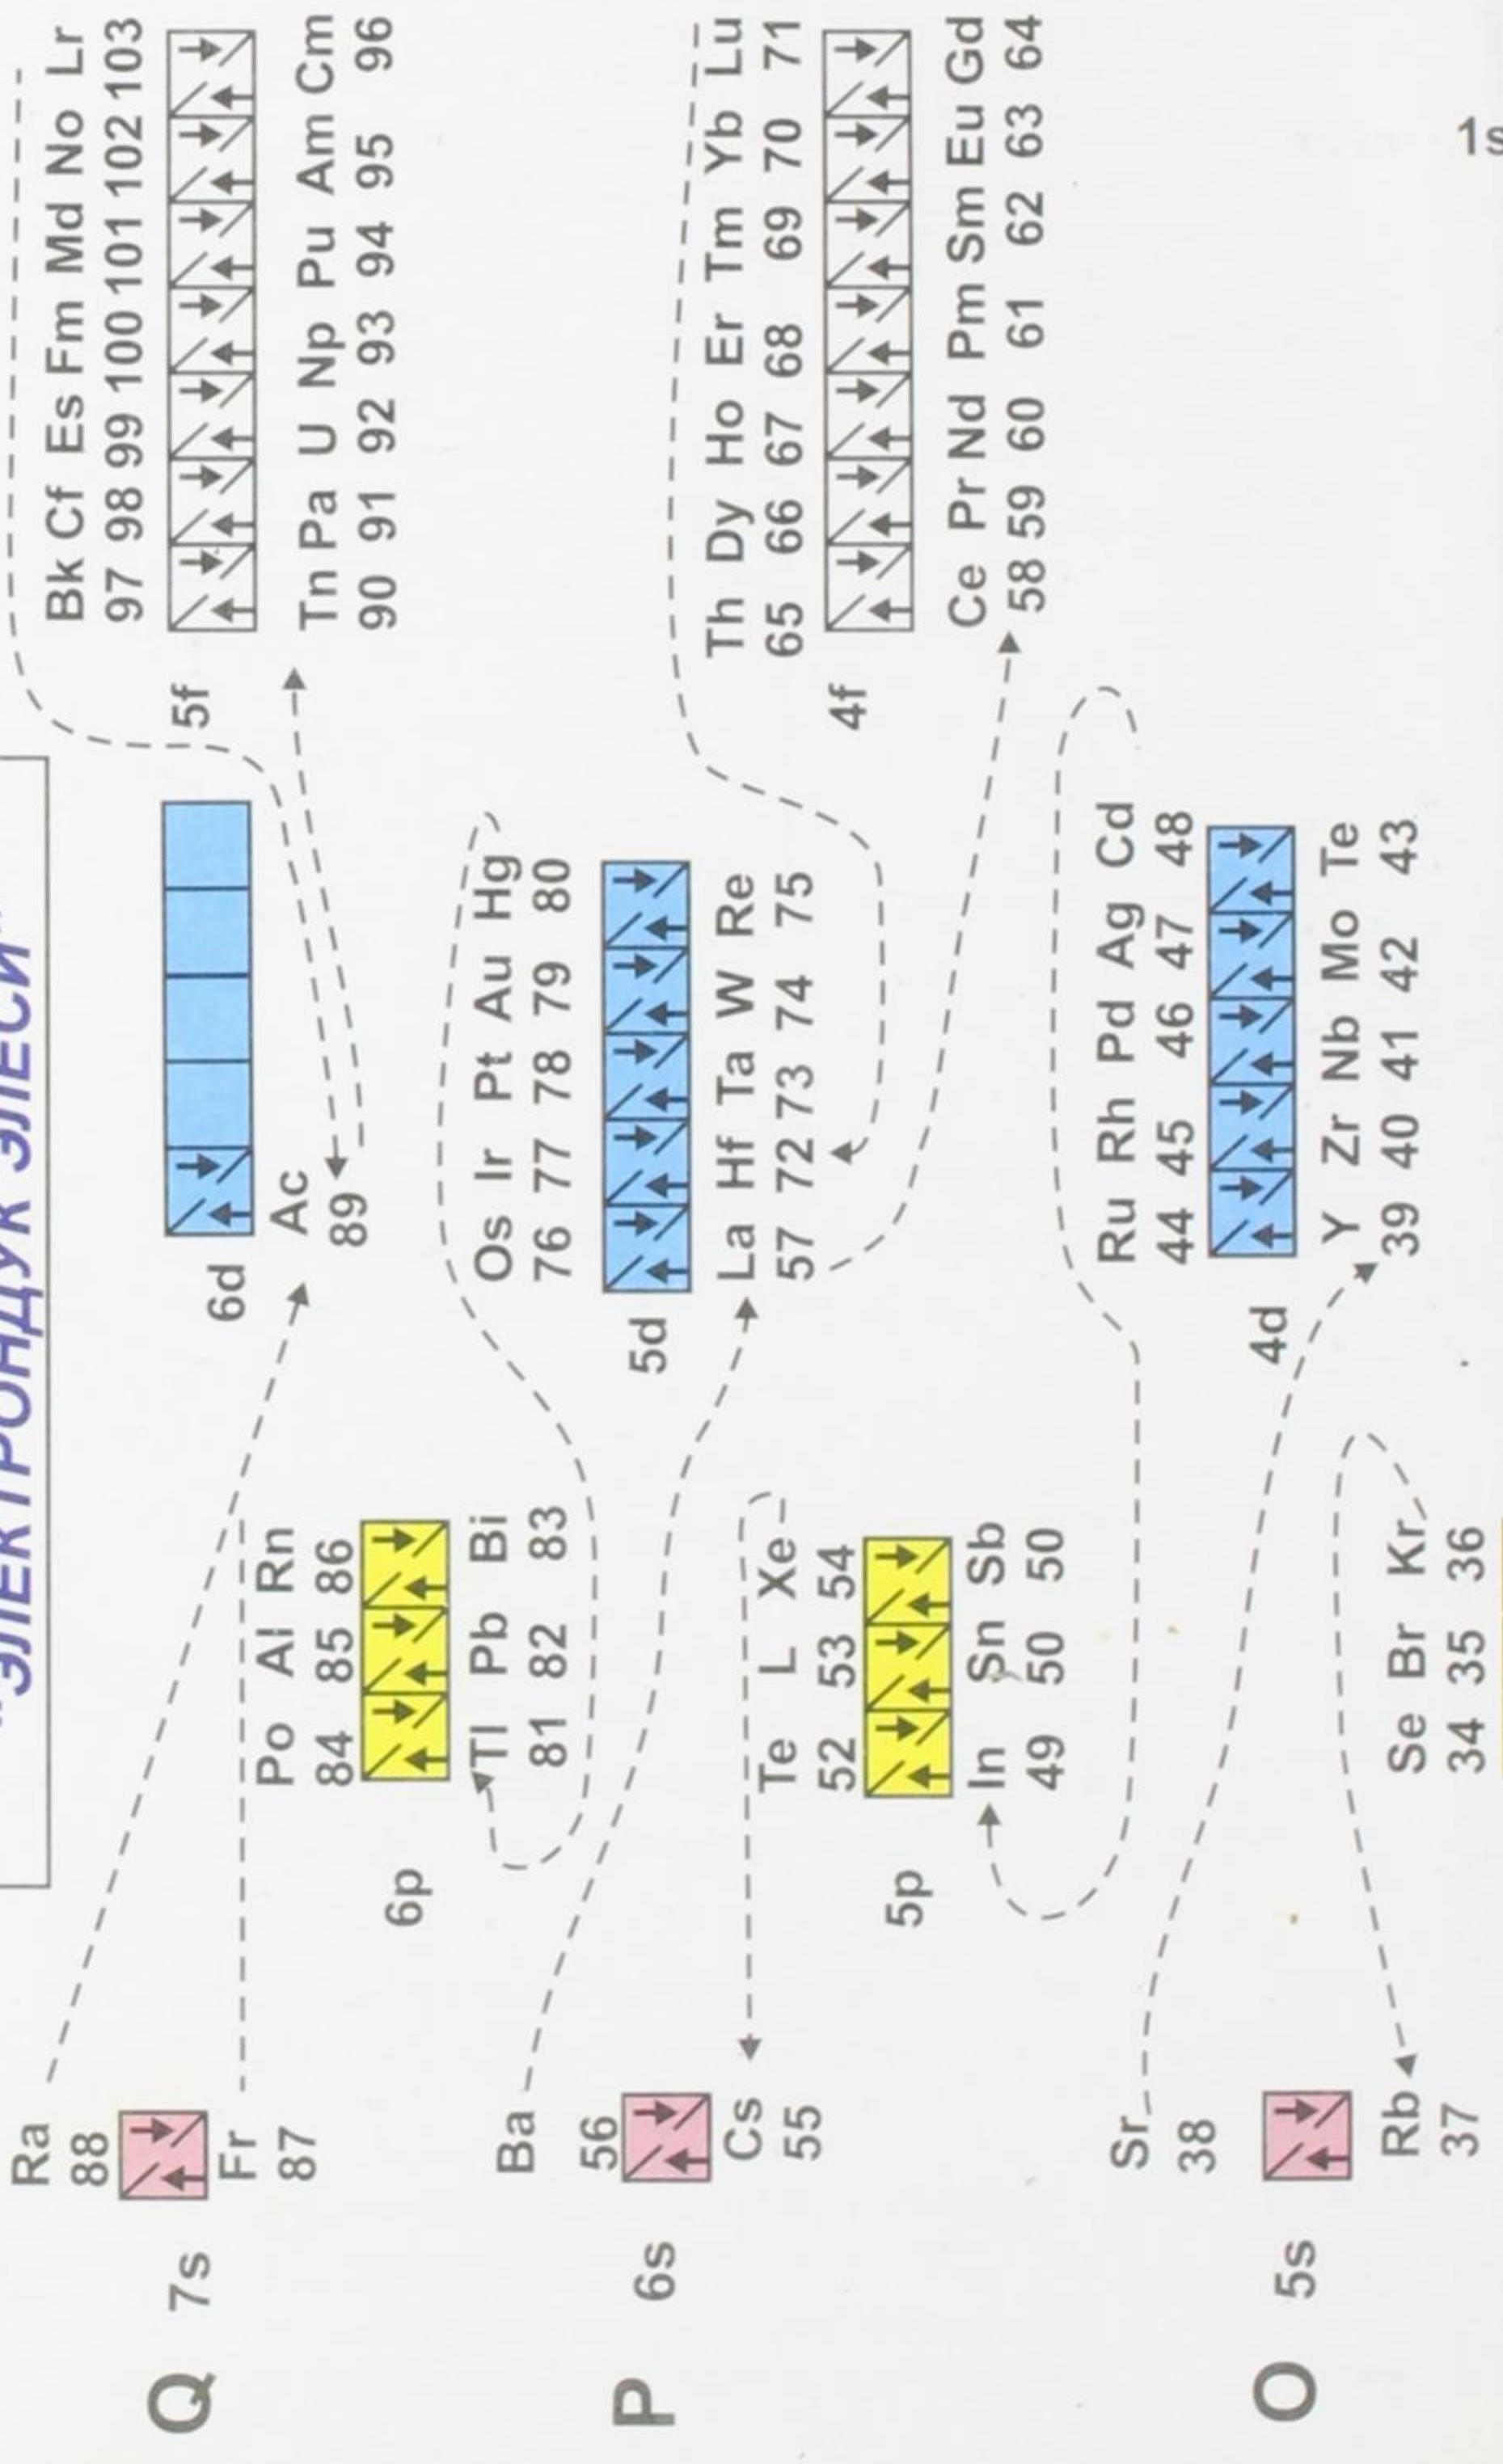 "ЭЛЕКТРОНДУК ЭЛЕСИ"
Bk Cf Es Fm Md No Lr
97 98 99 100 101 102 103
Ra
88
Q 7s
6d
5f
Fr
87
Ac
89
Tn Pa U Np Pu Am Cm
90 91 92 93 94 95 96
Po Al Rn
84 85 86
6p
Tl Pb Bi
81 82 83
Os Ir Pt Au Hg
76 77 78 79 80
Ba
56
P 6s
5d
Cs
55
La Hf Ta W Re
57 72 73 74 75
Th Dy Ho Er Tm Yb Lu
65 66 67 68 69 70 71
4f
Ce Pr Nd Pm Sm Eu Gd
58 59 60 61 62 63 64
Te L Xe
52 53 54
5p
In Sn Sb
49 50 50
Ru Rh Pd Ag Cd
44 45 46 47 48
Sr
38
O 5s
4d
Rb
37
Y Zr Nb Mo Te
39 40 41 42 43
Se Br Kr
34 35 36
1s